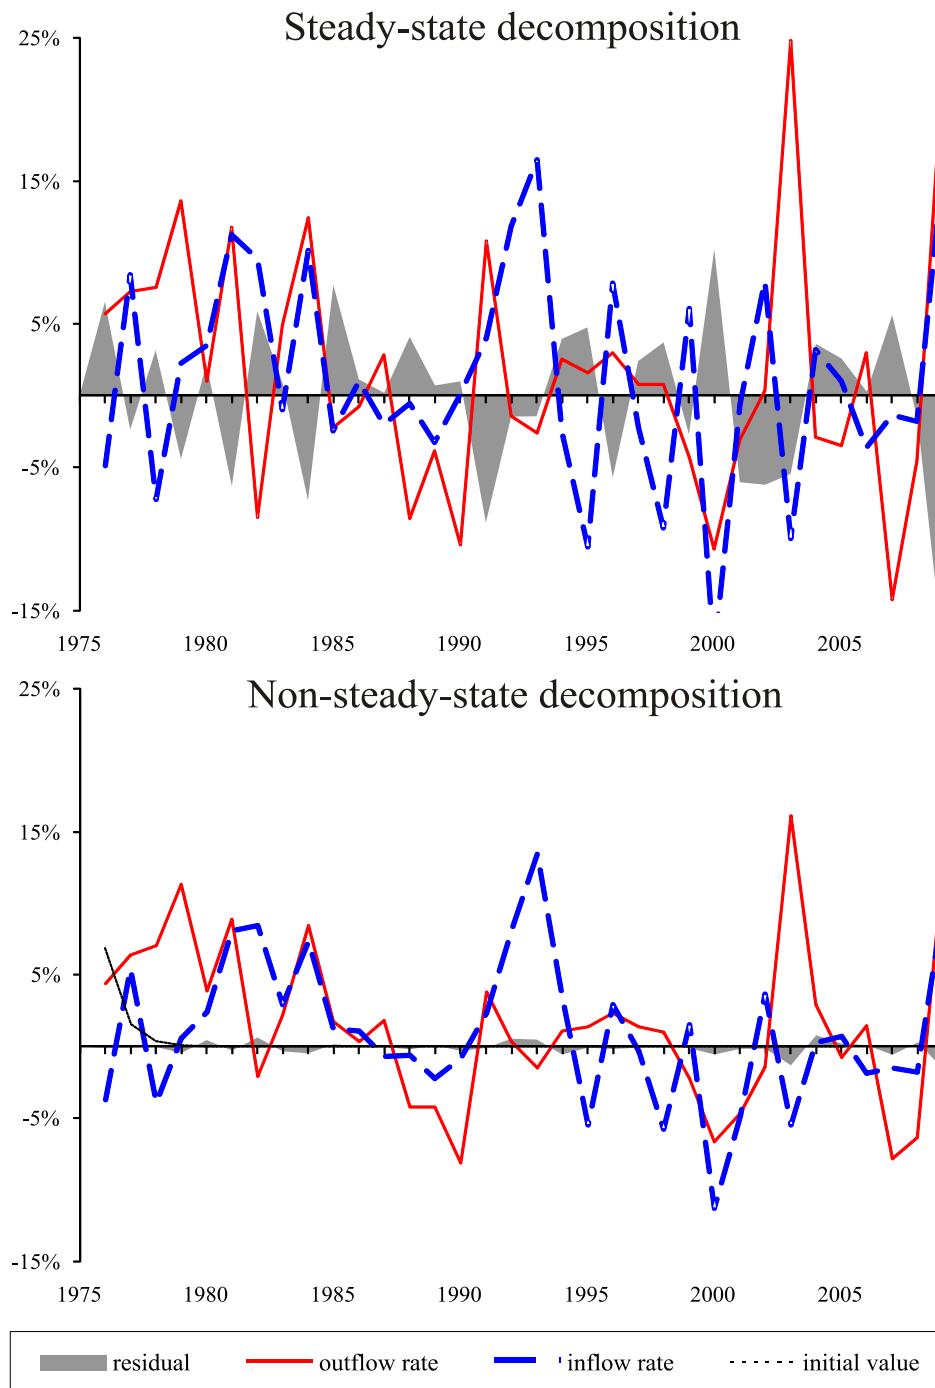 Steady-state decomposition
25%
15%
5%
-5%
-15%
1975 1980 1985 1990 1995 2000 2005
Non-steady-state decomposition
25%
15%
5%
-5%
-15%
1975 1980 1985 1990 1995 2000 2005
residual outflow rate inflow rate initial value